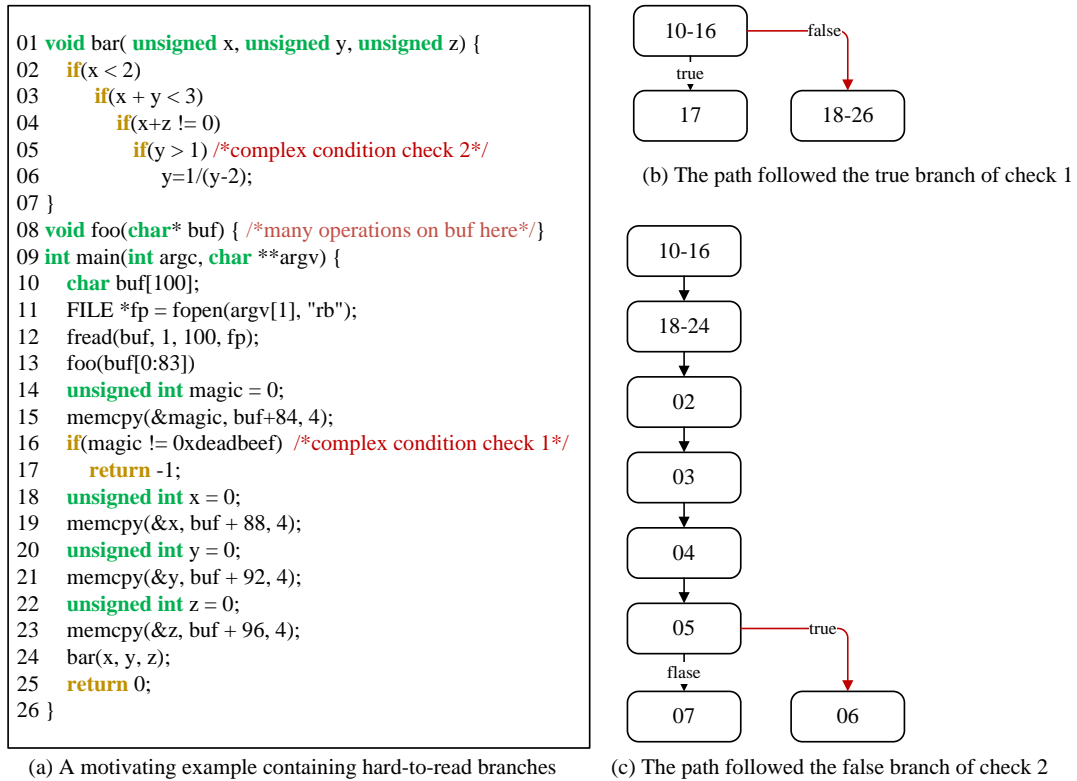 01 void bar( unsigned x, unsigned y, unsigned z) {
02 if(x < 2)
03 if(x + y < 3)
04 if(x+z != 0)
05 if(y > 1) /*complex condition check 2*/
06 y=1/(y-2);
07 }
08 void foo(char* buf) { /*many operations on buf here*/}
09 int main(int argc, char **argv) {
10 char buf[100];
11 FILE *fp = fopen(argv[1], "rb");
12 fread(buf, 1, 100, fp);
13 foo(buf[0:83])
14 unsigned int magic = 0;
15 memcpy(&magic, buf+84, 4);
16 if(magic != 0xdeadbeef) /*complex condition check 1*/
17 return -1;
18 unsigned int x = 0;
19 memcpy(&x, buf + 88, 4);
20 unsigned int y = 0;
21 memcpy(&y, buf + 92, 4);
22 unsigned int z = 0;
23 memcpy(&z, buf + 96, 4);
24 bar(x, y, z);
25 return 0;
26 }
(a) A motivating example containing hard-to-read branches
10-16
false
true
17
18-26
(b) The path followed the true branch of check 1
10-16
18-24
02
03
04
05
true
flase
07
06
(c) The path followed the false branch of check 2